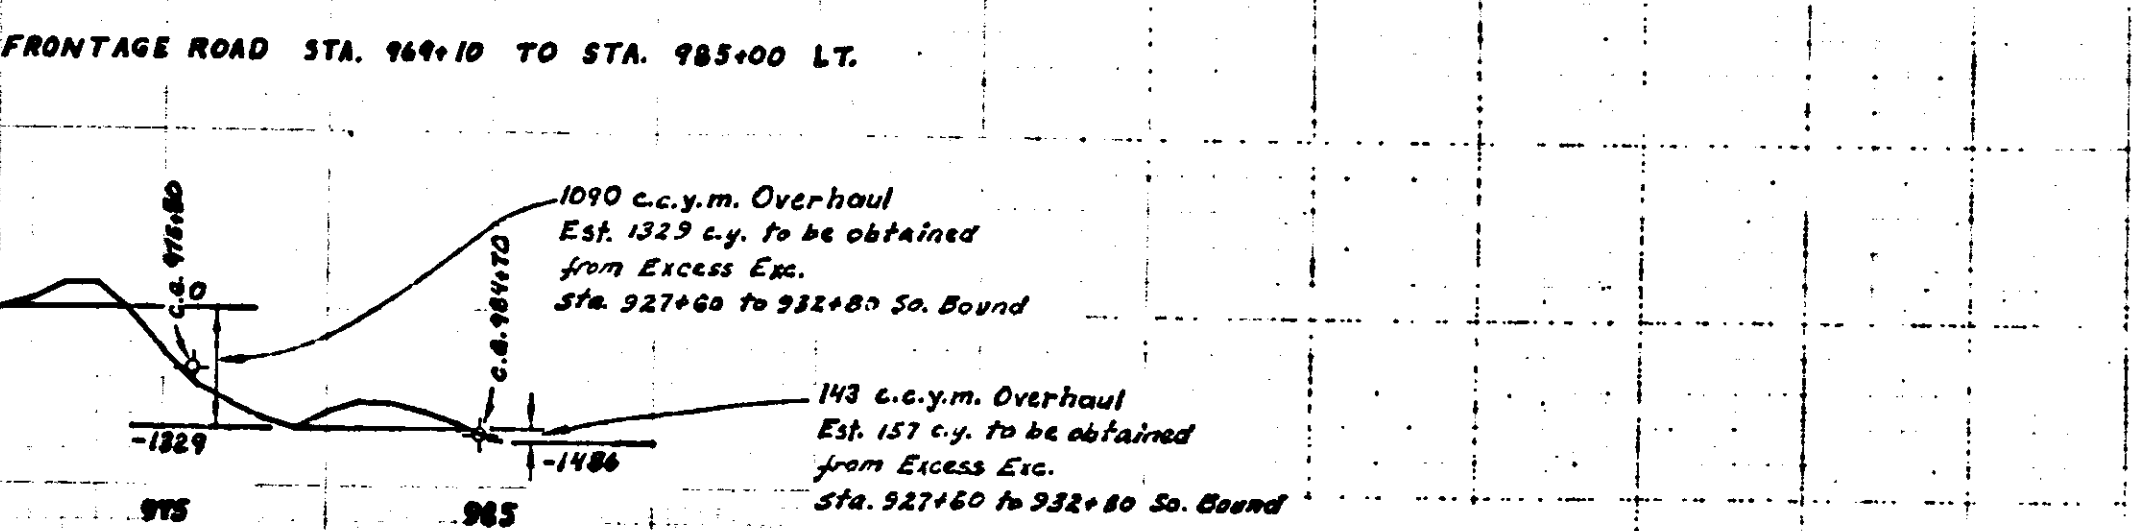 FRONTAGE ROAD STA. 969+10 TO STA. 985+00 LT.
1090 c.c.y.m. Overhaul
Est. 1329 c.y. to be obtained
from Excess Exc.
Sta. 927+60 to 932+80 So. Bound
C.G.
0
C.G. 984+70
143 c.c.y.m. Overhaul
Est. 157 c.y. to be obtained
from Excess Exc.
Sta. 927+60 to 932+80 So. Bound
-1329
-1486
975
985